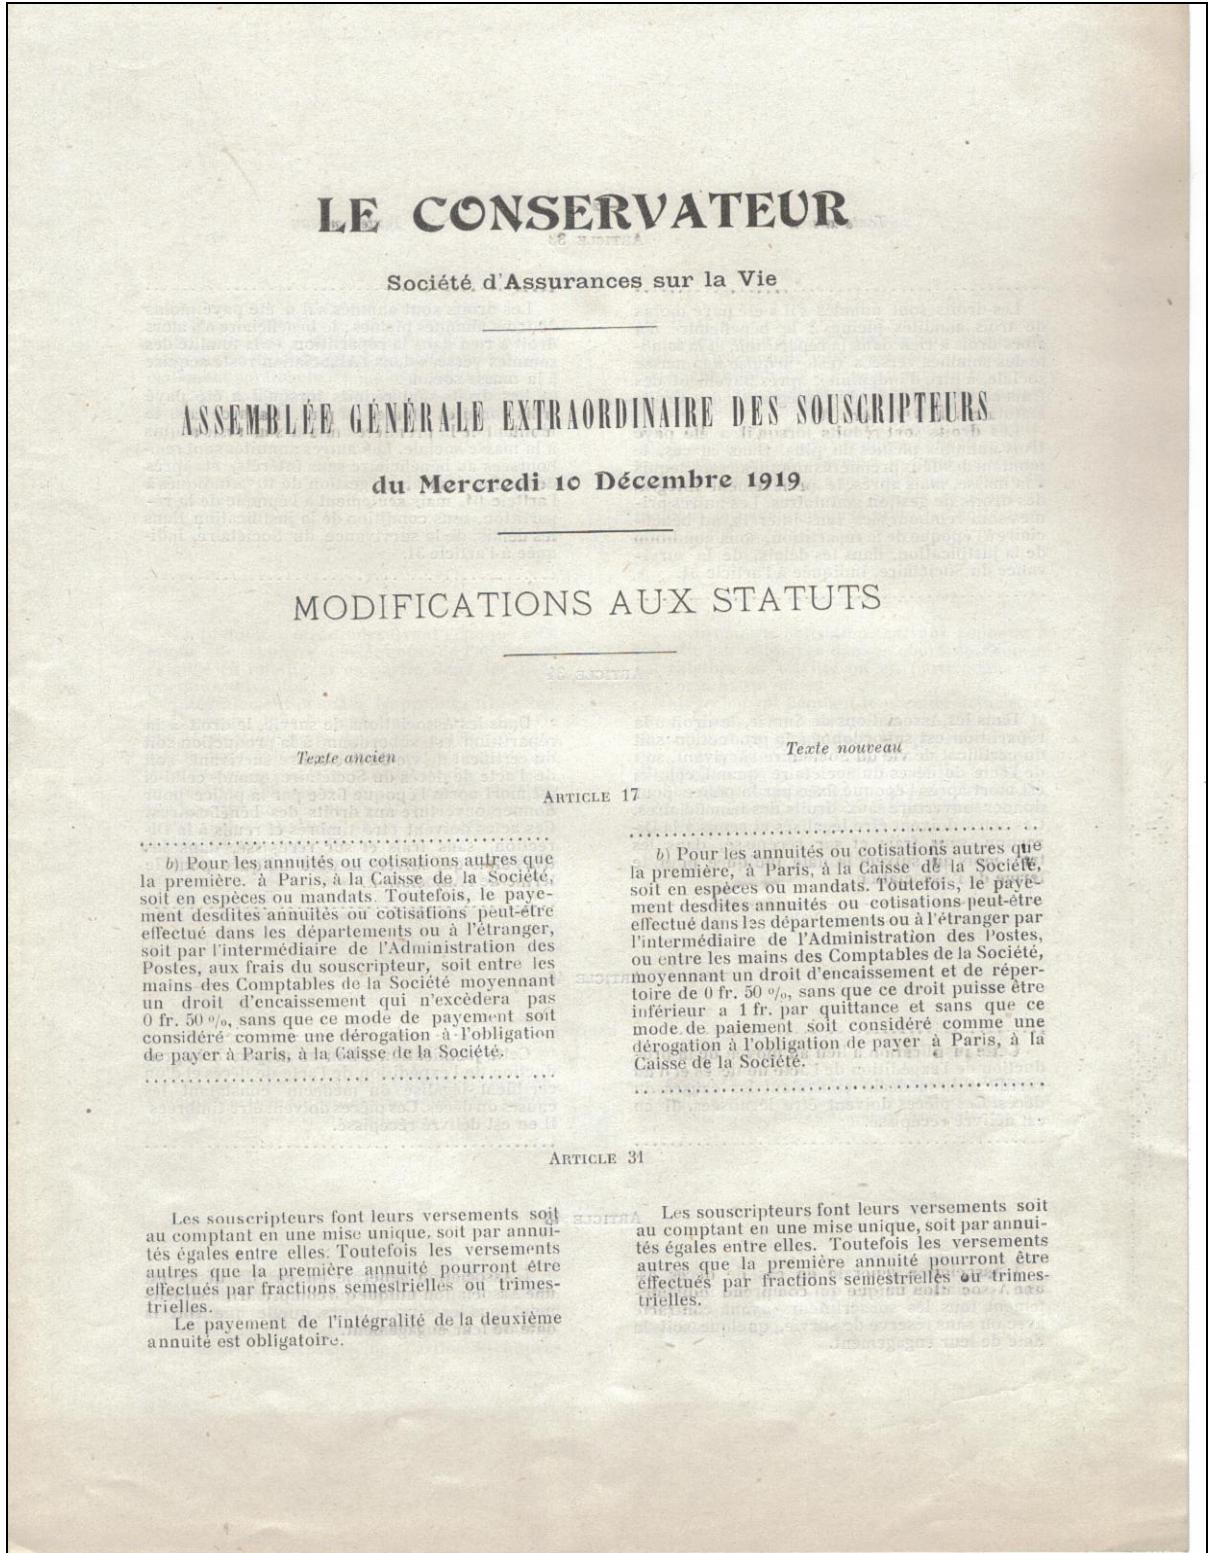 LE CONSERVATEUR
Société d'Assurances sur la Vie
ASSEMBLÉE GÉNÉRALE EXTRAORDINAIRE DES SOUSCRIPTEURS
du Mercredi 10 Décembre 1919
MODIFICATIONS AUX STATUTS
Texte ancien
Texte nouveau
ARTICLE 17
b) Pour les annuités ou cotisations autres que
la première. à Paris, à la Caisse de la Société,
soit en espèces ou mandats. Toutefois, le paye-
ment desdites annuités ou cotisations peut-être
effectué dans les départements ou à l'étranger,
soit par l'intermédiaire de l'Administration des
Postes, aux frais du souscripteur, soit entre les
mains des Comptables de la Société moyennant
un droit d'encaissement qui n'excèdera pas
0 fr. 50 %, sans que ce mode de payement soit
considéré comme une dérogation à l'obligation
de payer à Paris, à la Caisse de la Société.
b) Pour les annuités ou cotisations autres que
la première, à Paris, à la Caisse de la Société,
soit en espèces ou mandats. Toutefois, le paye-
ment desdites annuités ou cotisations peut-être
effectué dans les départements ou à l'étranger par
l'intermédiaire de l'Administration des Postes,
ou entre les mains des Comptables de la Société,
moyennant un droit d'encaissement et de réper-
toire de 0 fr. 50 %, sans que ce droit puisse être
inférieur a 1 fr. par quittance et sans que ce
mode de paiement soit considéré comme une
dérogation à l'obligation de payer à Paris, à la
Caisse de la Société.
ARTICLE 31
Les souscripteurs font leurs versements soit
au comptant en une mise unique, soit par annui-
tés égales entre elles. Toutefois les versements
autres que la première annuité pourront être
effectués par fractions semestrielles ou trimes-
trielles.
Le payement de l'intégralité de la deuxième
annuité est obligatoire.
Les souscripteurs font leurs versements soit
au comptant en une mise unique, soit par annui-
tés égales entre elles. Toutefois les versements
autres que la première annuité pourront être
effectués par fractions semestrielles ou trimes-
trielles.